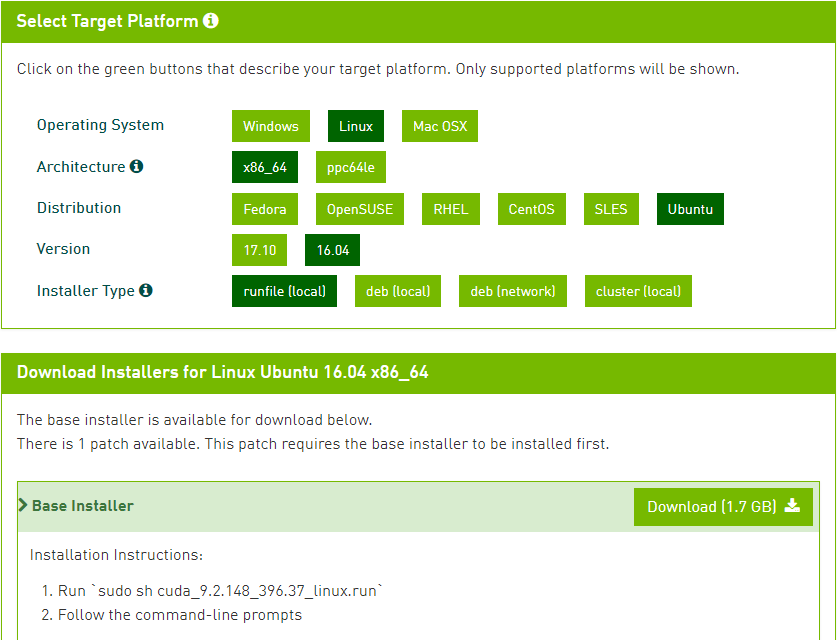 Select Target Platform
Click on the green buttons that describe your target platform. Only supported platforms will be shown.
Operating System Windows Linux Mac OSX
Architecture x86_64 ppc64le
Distribution Fedora OpenSUSE RHEL CentOS SLES Ubuntu
Version 17.10 16.04
Installer Type runfile (local) deb (local) deb (network) cluster (local)
Download Installers for Linux Ubuntu 16.04 x86_64
The base installer is available for download below.
There is 1 patch available. This patch requires the base installer to be installed first.
Base Installer Download (1.7 GB)
Installation Instructions:
1. Run `sudo sh cuda_9.2.148_396.37_linux.run`
2. Follow the command-line prompts